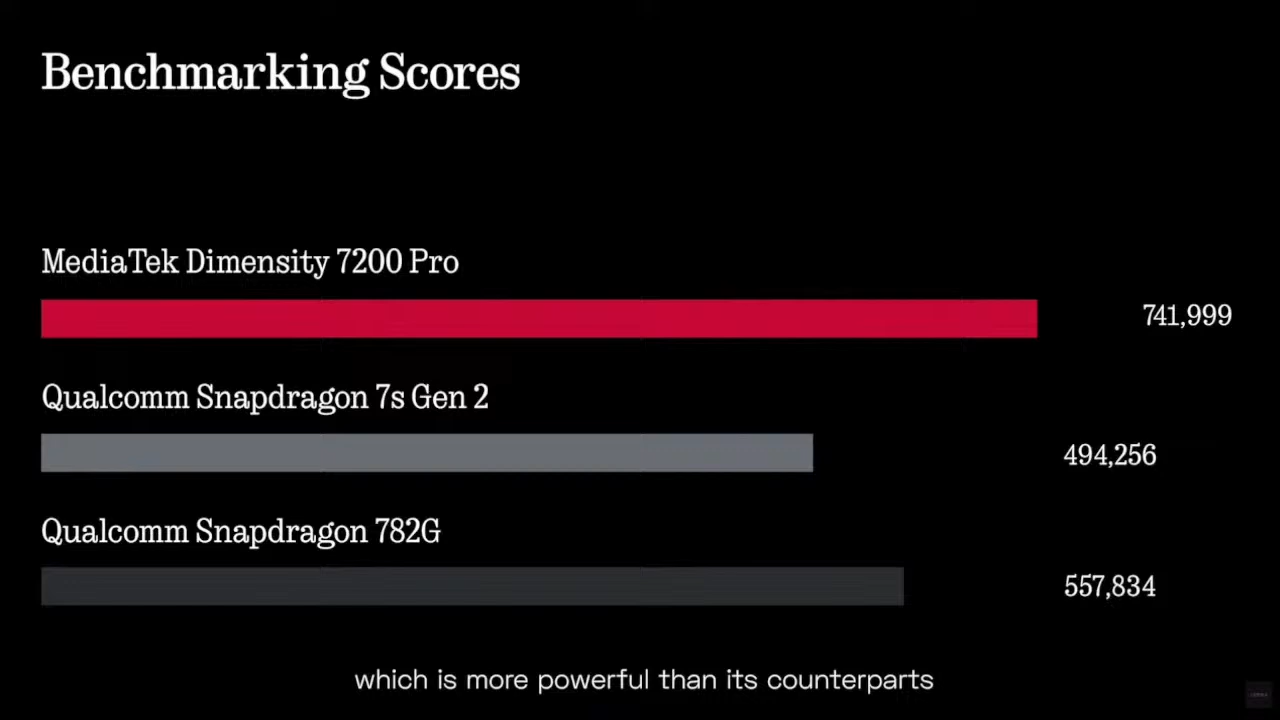 Benchmarking Scores
MediaTek Dimensity 7200 Pro
741,999
Qualcomm Snapdragon 7s Gen 2
494,256
Qualcomm Snapdragon 782G
557,834
which is more powerful than its counterparts